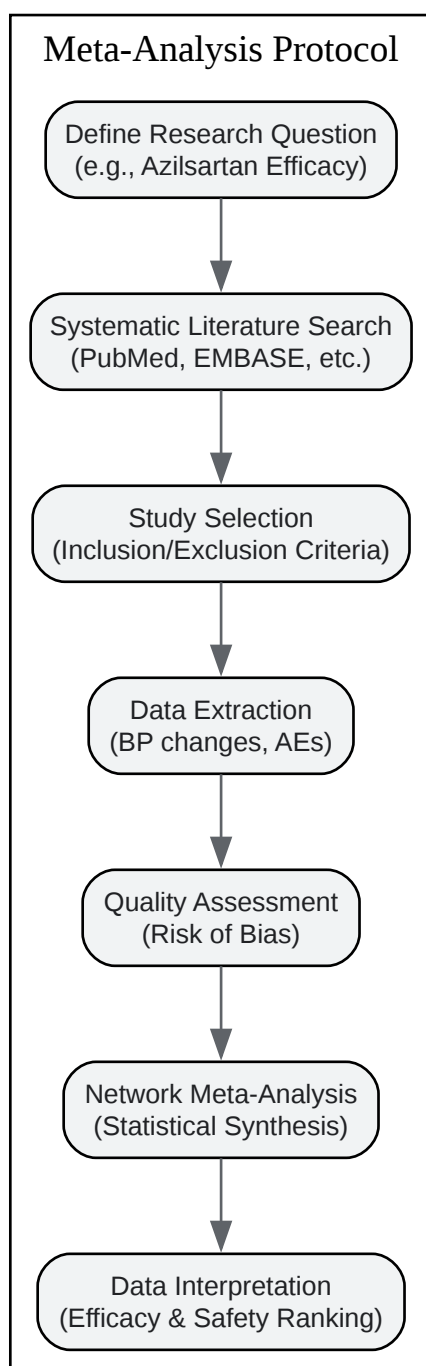 Meta-Analysis Protocol
Define Research Question
(e.g., Azilsartan Efficacy)
Systematic Literature Search
(PubMed, EMBASE, etc.)
Study Selection
(Inclusion/Exclusion Criteria)
Data Extraction
(BP changes, AEs)
Quality Assessment
(Risk of Bias)
Network Meta-Analysis
(Statistical Synthesis)
Data Interpretation
(Efficacy & Safety Ranking)